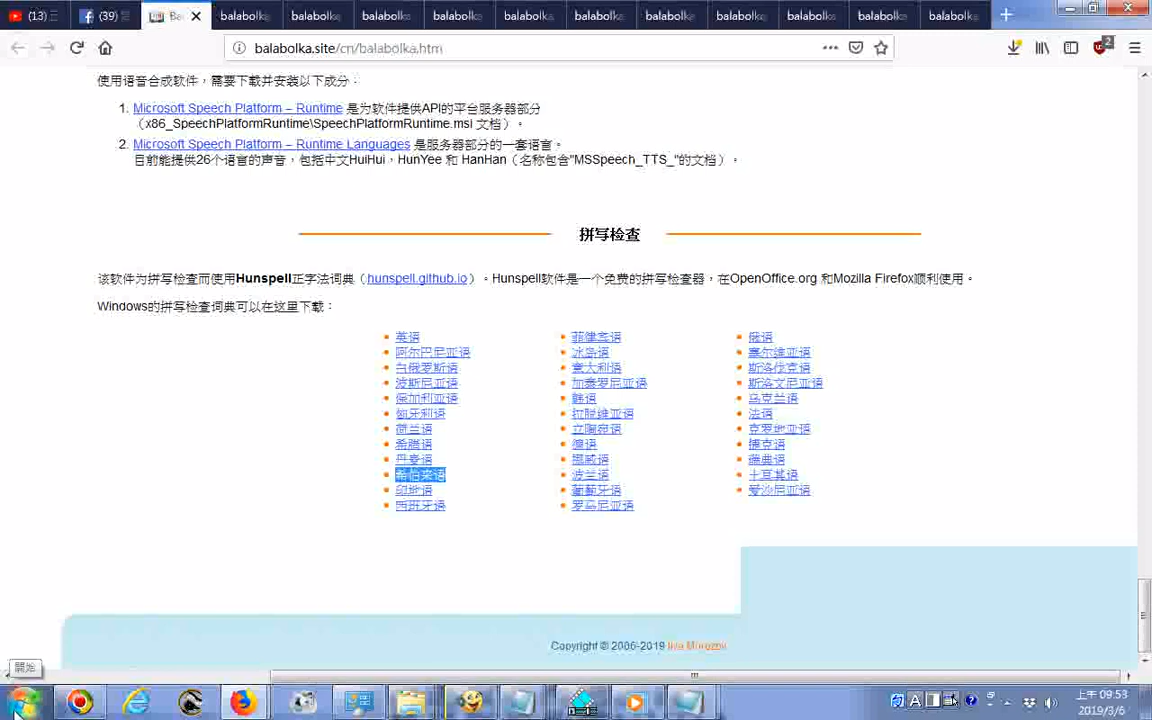 (13)
(39)
Ba
balabolka
balabolka
balabolka
balabolka
balabolka
balabolka
balabolka
balabolka
balabolka
balabolka
balabolka
balabolka.site/cn/balabolka.htm
2
使用语音合成软件，需要下载并安装以下成分：
1. Microsoft Speech Platform – Runtime 是为软件提供API的平台服务器部分
（x86_SpeechPlatformRuntime\SpeechPlatformRuntime.msi 文档）。
2. Microsoft Speech Platform – Runtime Languages 是服务器部分的一套语言。
目前能提供26个语言的声音，包括中文HuiHui，HunYee 和 HanHan（名称包含"MSSpeech_TTS_"的文档）。
拼写检查
该软件为拼写检查而使用Hunspell正字法词典（hunspell.github.io）。Hunspell软件是一个免费的拼写检查器，在OpenOffice.org 和Mozilla Firefox顺利使用。
Windows的拼写检查词典可以在这里下载：
英语
阿尔巴尼亚语
白俄罗斯语
波斯尼亚语
保加利亚语
匈牙利语
荷兰语
希腊语
丹麦语
希伯来语
印地语
西班牙语
菲律宾语
冰岛语
意大利语
加泰罗尼亚语
韩语
拉脱维亚语
立陶宛语
德语
挪威语
波兰语
葡萄牙语
罗马尼亚语
俄语
塞尔维亚语
斯洛伐克语
斯洛文尼亚语
乌克兰语
法语
克罗地亚语
捷克语
瑞典语
土耳其语
爱沙尼亚语
Copyright © 2006-2019 Ilya Morozov
開始
上午 09:53
2019/3/6